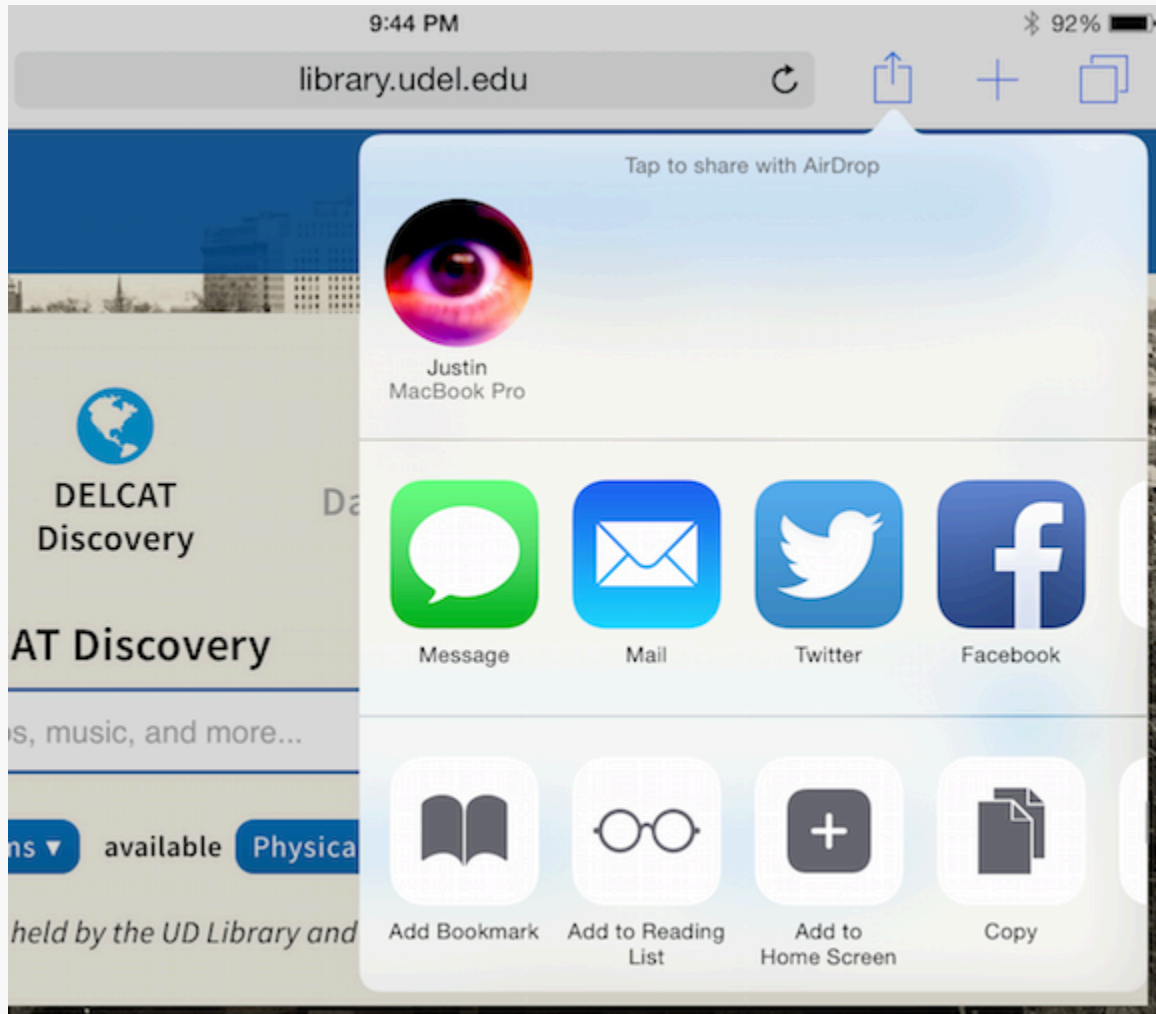 9:44 PM
92%
library.udel.edu
Tap to share with AirDrop
Justin
MacBook Pro
DELCAT
Discovery
Da
AT Discovery
s, music, and more...
Message
Mail
Twitter
Facebook
ns ▾ available Physica
held by the UD Library and
Add Bookmark
Add to Reading
List
Add to
Home Screen
Copy